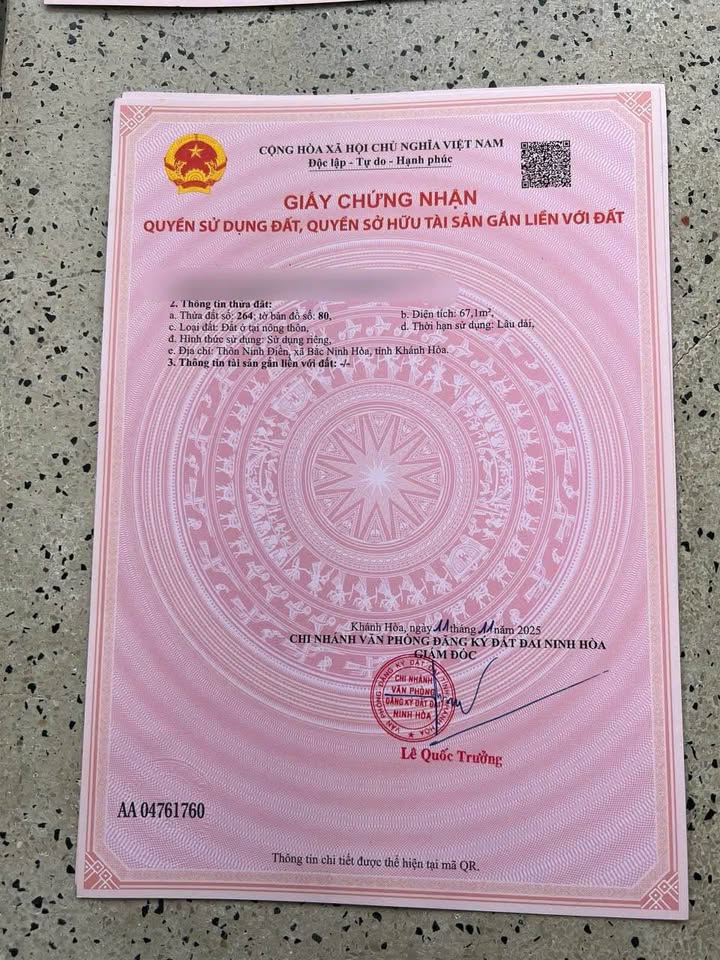 CỘNG HÒA XÃ HỘI CHỦ NGHĨA VIỆT NAM
Độc lập - Tự do - Hạnh phúc
GIẤY CHỨNG NHẬN
QUYỀN SỬ DỤNG ĐẤT, QUYỀN SỞ HỮU TÀI SẢN GẮN LIỀN VỚI ĐẤT
2. Thông tin thửa đất:
a. Thửa đất số: 264; tờ bản đồ số: 80, b. Diện tích: 67,1m²,
c. Loại đất: Đất ở tại nông thôn, d. Thời hạn sử dụng: Lâu dài,
đ. Hình thức sử dụng: Sử dụng riêng,
e. Địa chỉ: Thôn Ninh Điền, xã Bắc Ninh Hòa, tỉnh Khánh Hòa.
3. Thông tin tài sản gắn liền với đất: -/-
Khánh Hòa, ngày 11 tháng 11 năm 2025
CHI NHÁNH VĂN PHÒNG ĐĂNG KÝ ĐẤT ĐAI NINH HÒA
GIÁM ĐỐC
CHI NHÁNH
VĂN PHÒNG
ĐĂNG KÝ ĐẤT ĐAI
NINH HÒA
Lê Quốc Trưởng
AA 04761760
Thông tin chi tiết được thể hiện tại mã QR.